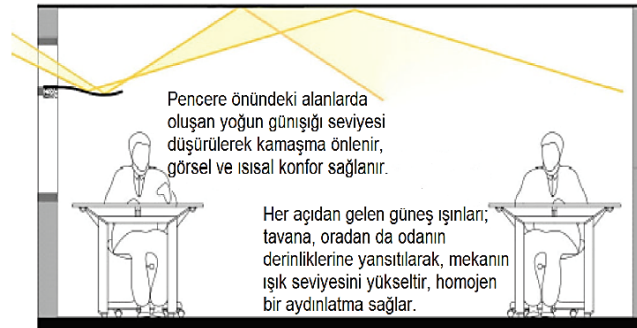 Pencere önündeki alanlarda
oluşan yoğun günışığı seviyesi
düşürülerek kamaşma önlenir,
görsel ve ısısal konfor sağlanır.
Her açıdan gelen güneş ışınları;
tavana, oradan da odanın
derinliklerine yansıtılarak, mekanın
ışık seviyesini yükseltir, homojen
bir aydınlatma sağlar.